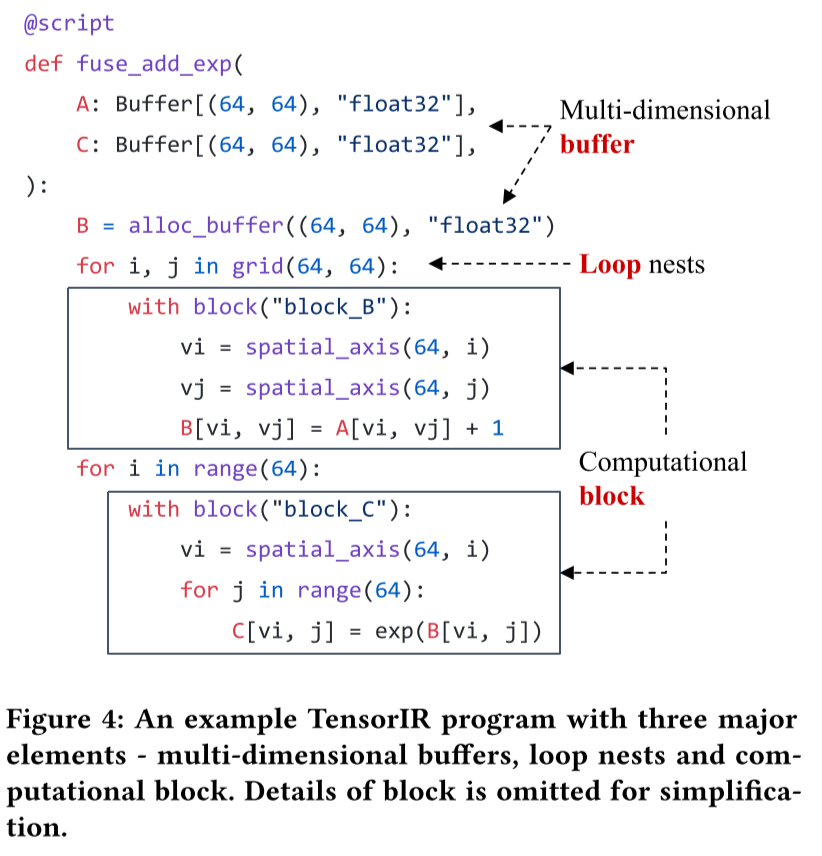 @script
def fuse_add_exp(
    A: Buffer[(64, 64), "float32"],
    C: Buffer[(64, 64), "float32"],
):
    B = alloc_buffer((64, 64), "float32")
    for i, j in grid(64, 64):
        with block("block_B"):
            vi = spatial_axis(64, i)
            vj = spatial_axis(64, j)
            B[vi, vj] = A[vi, vj] + 1
    for i in range(64):
        with block("block_C"):
            vi = spatial_axis(64, i)
            for j in range(64):
                C[vi, j] = exp(B[vi, j])
Multi-dimensional
buffer
Loop nests
Computational
block
Figure 4: An example TensorIR program with three major
elements - multi-dimensional buffers, loop nests and com-
putational block. Details of block is omitted for simplifica-
tion.